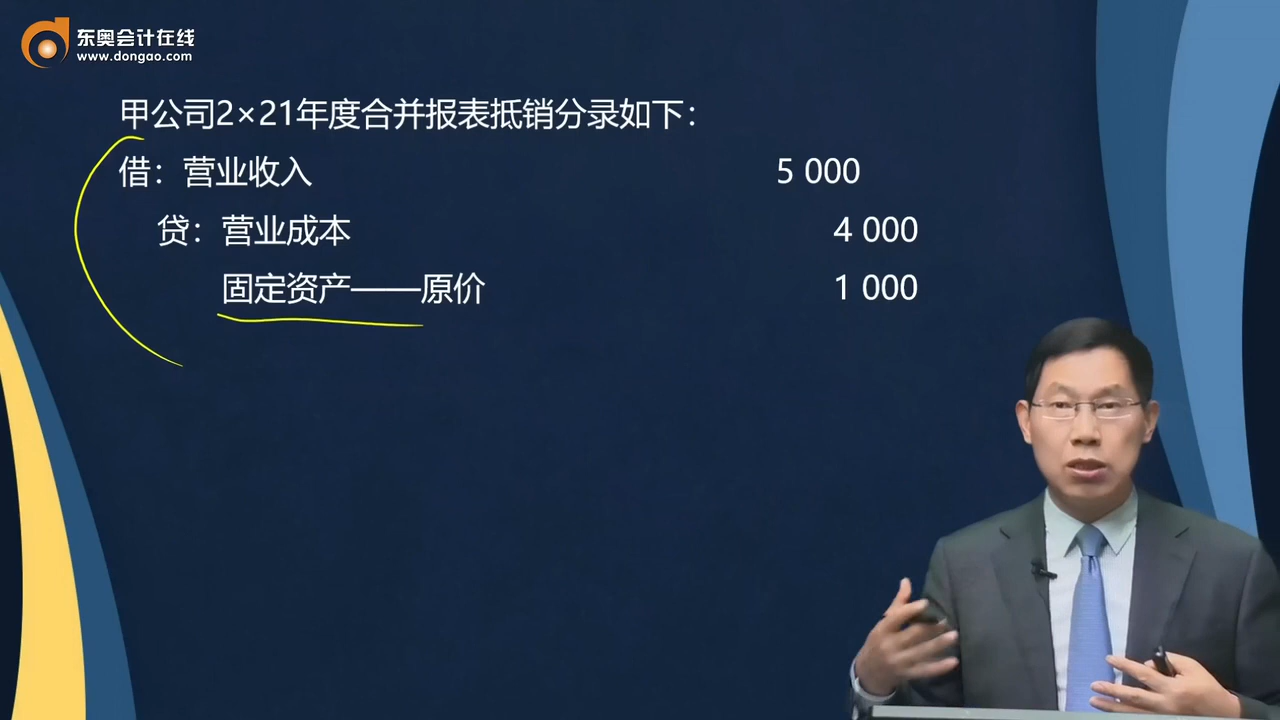 东奥会计在线
www.dongao.com
甲公司2×21年度合并报表抵销分录如下：
借：营业收入 5 000
贷：营业成本 4 000
固定资产——原价 1 000